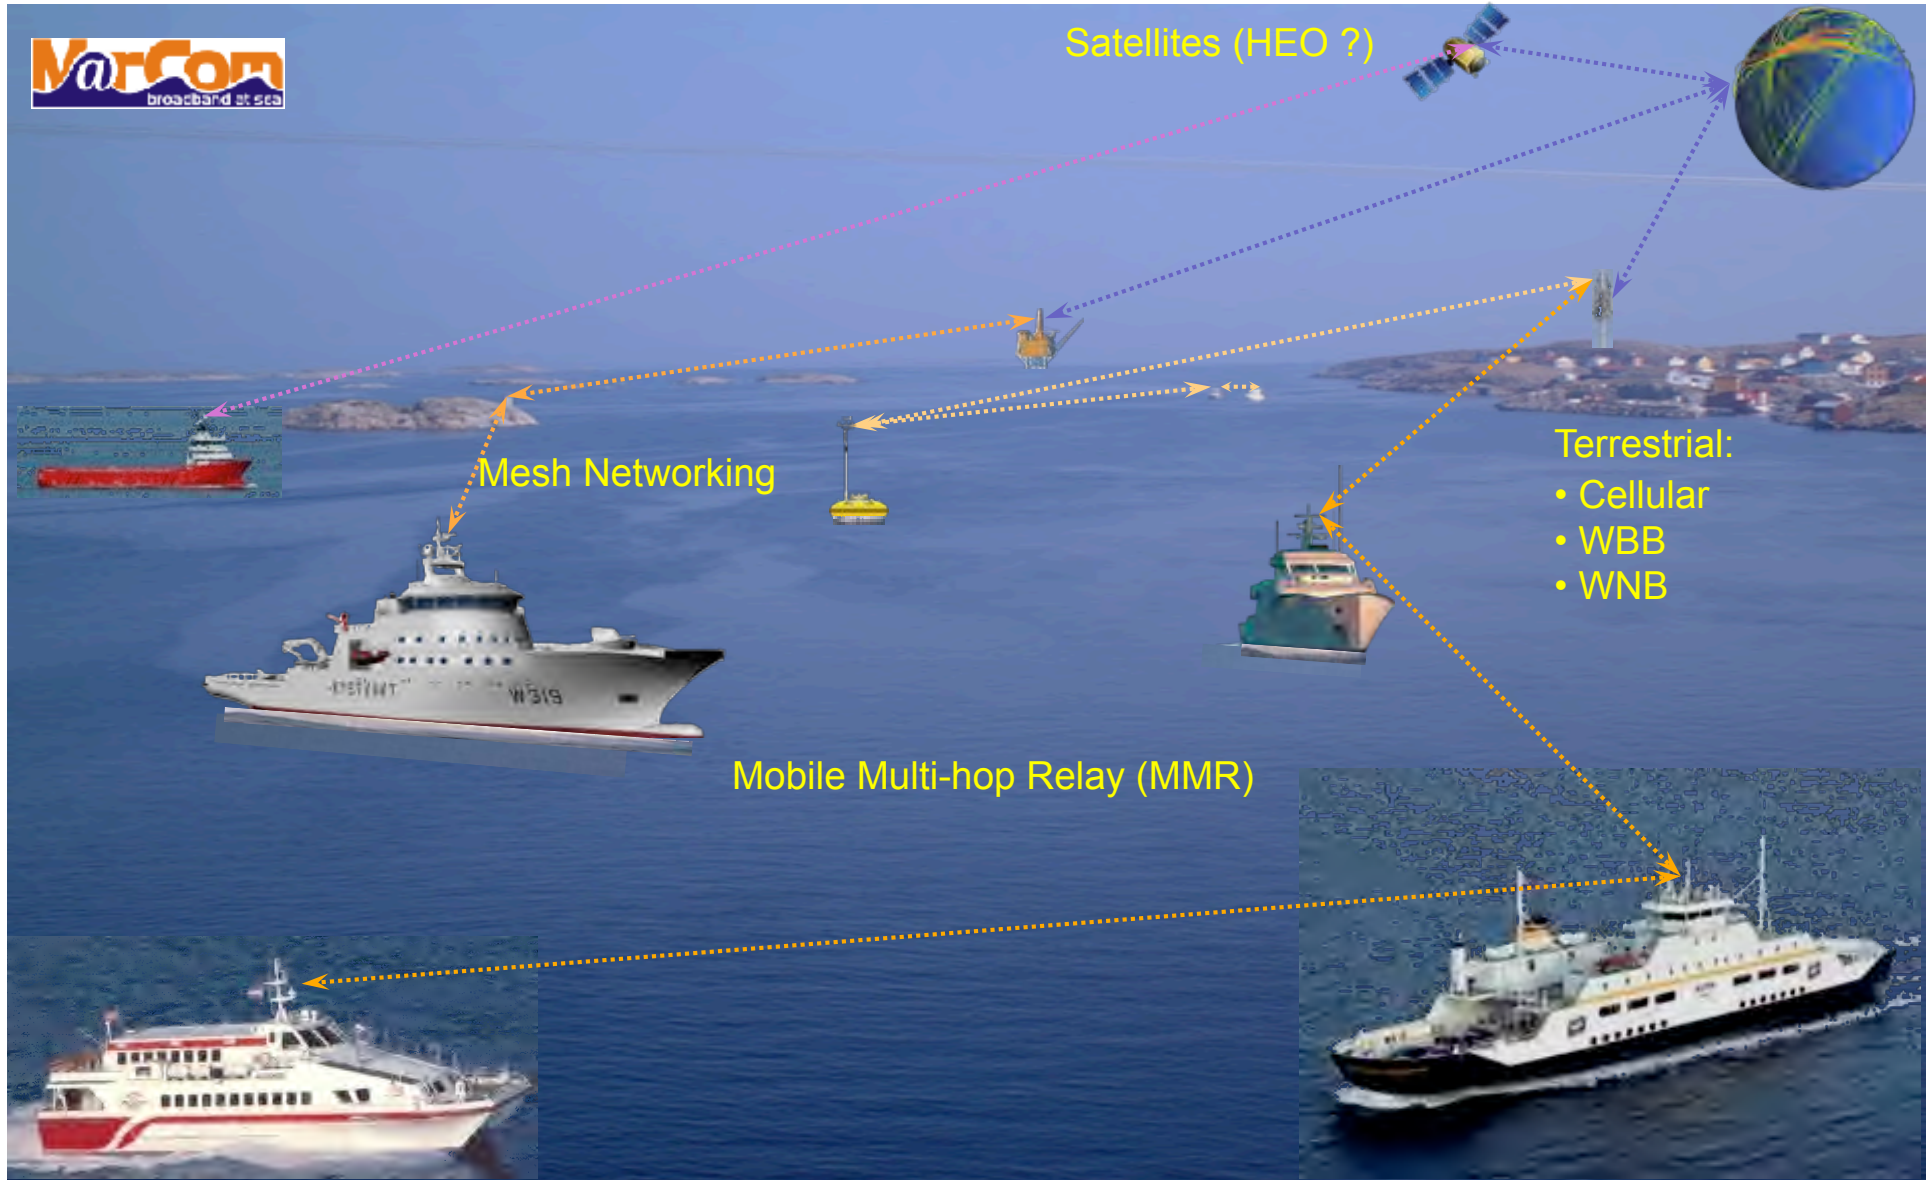 MarCom
broadband at sea
Satellites (HEO ?)
Mesh Networking
Terrestrial:
• Cellular
• WBB
• WNB
W319
Mobile Multi-hop Relay (MMR)